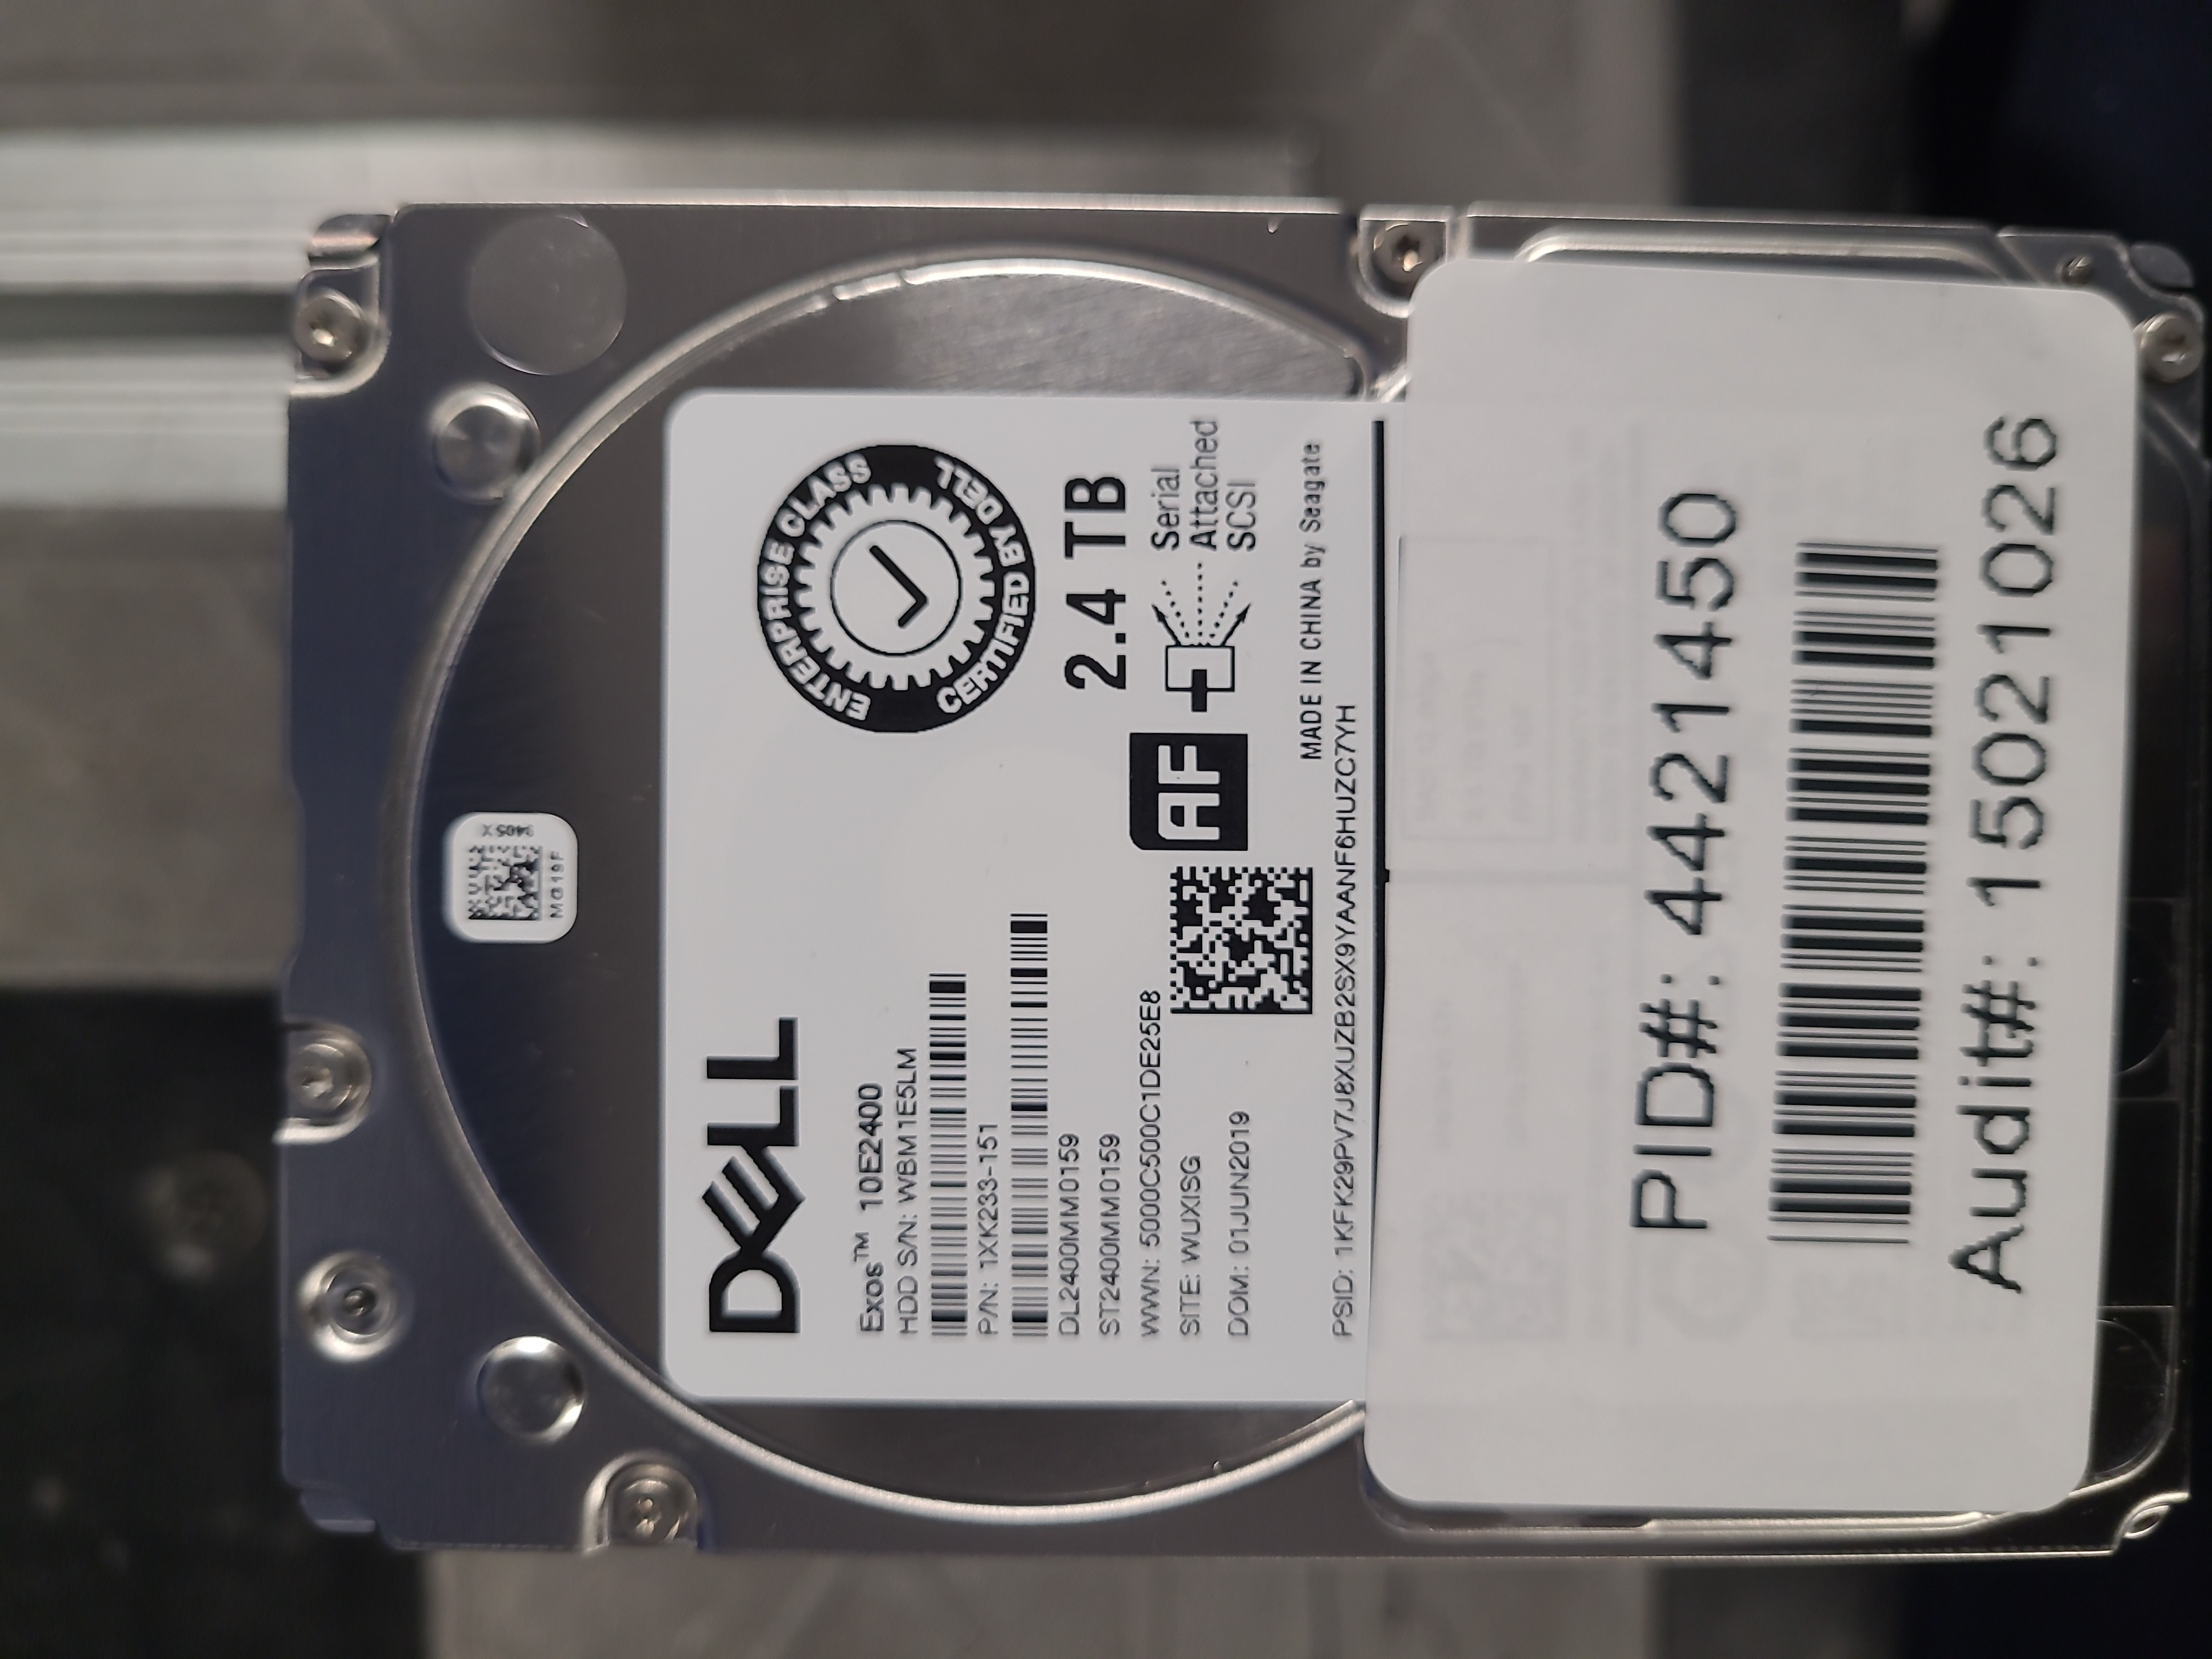 MG19F
9405X
DELL
ENTERPRISE CLASS
CERTIFIED BY DELL
Exos™ 10E2400
HDD S/N: WBM1E5LM
P/N: 1XK233-151
DL2400MM0159
ST2400MM0159
WWN: 5000C500C1DE25E8
SITE: WUXISG
DOM: 01JUN2019
2.4 TB
AF
Serial
Attached
SCSI
MADE IN CHINA by Seagate
PSID: 1KFK29PV7J8XUZB2SX9YAANF6HUZC7YH
PID#: 4421450
Audit#: 15021026